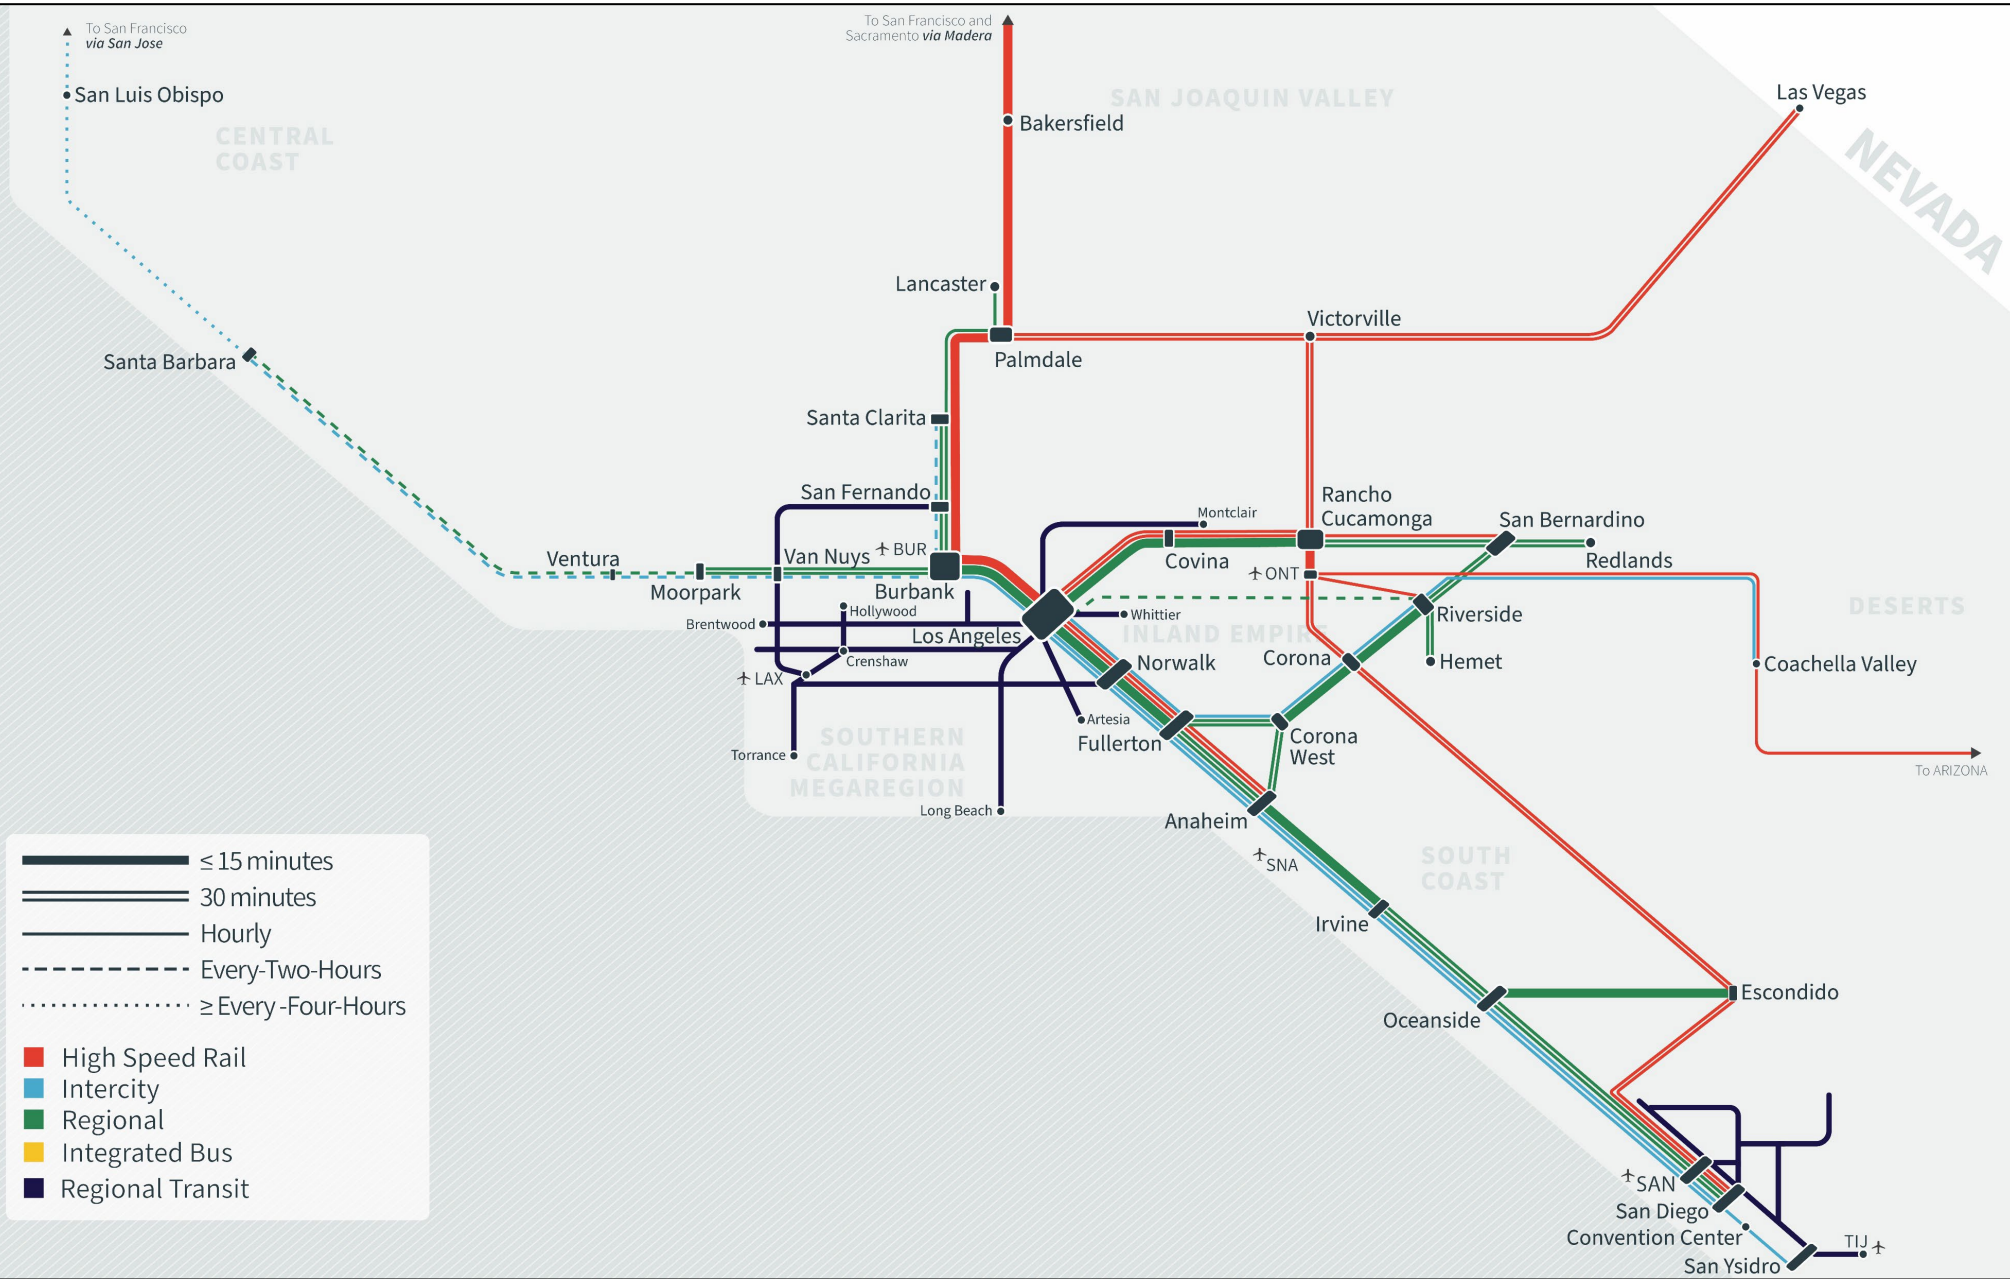 To San Francisco
via San Jose
San Luis Obispo
CENTRAL
COAST
To San Francisco and
Sacramento via Madera
Bakersfield
SAN JOAQUIN VALLEY
Las Vegas
NEVADA
Lancaster
Palmdale
Victorville
Santa Barbara
Santa Clarita
San Fernando
Ventura
Moorpark
Van Nuys
BUR
Burbank
Montclair
Covina
Rancho
Cucamonga
San Bernardino
Redlands
ONT
Hollywood
Brentwood
Los Angeles
Whittier
INLAND EMPIRE
Riverside
DESERTS
Crenshaw
LAX
Norwalk
Corona
Hemet
Coachella Valley
Artesia
Fullerton
Corona
West
Torrance
SOUTHERN
CALIFORNIA
MEGAREGION
Long Beach
To ARIZONA
Anaheim
SNA
SOUTH
COAST
Irvine
Oceanside
Escondido
SAN
San Diego
Convention Center
San Ysidro
TIJ
≤ 15 minutes
30 minutes
Hourly
Every-Two-Hours
≥ Every -Four-Hours
High Speed Rail
Intercity
Regional
Integrated Bus
Regional Transit